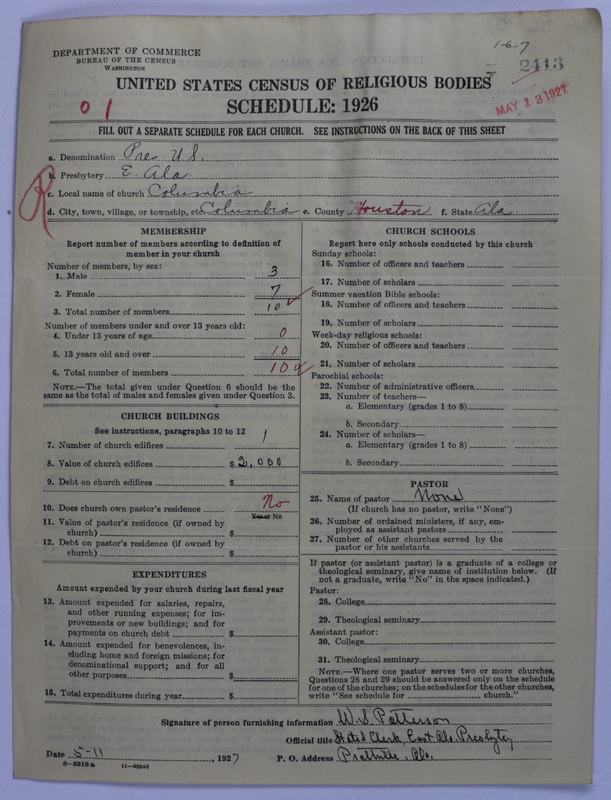 1-6-7
DEPARTMENT OF COMMERCE
BUREAU OF THE CENSUS
WASHINGTON
2413
MAY 13 1927
UNITED STATES CENSUS OF RELIGIOUS BODIES
SCHEDULE: 1926
01
FILL OUT A SEPARATE SCHEDULE FOR EACH CHURCH. SEE INSTRUCTIONS ON THE BACK OF THIS SHEET
a. Denomination Pre. U.S.
b. Presbytery E. Ala
R
c. Local name of church Columbia
d. City, town, village, or township, etc. Columbia e. County Houston f. State Ala
MEMBERSHIP
Report number of members according to definition of
member in your church
Number of members, by sex:
1. Male 3
2. Female 7
3. Total number of members 10
Number of members under and over 13 years old:
4. Under 13 years of age 0
5. 13 years old and over 10
6. Total number of members 10
NOTE.—The total given under Question 6 should be the
same as the total of males and females given under Question 3.
CHURCH BUILDINGS
See instructions, paragraphs 10 to 12
7. Number of church edifices 1
8. Value of church edifices $ 2,000
9. Debt on church edifices $
10. Does church own pastor's residence No
Yes or No
11. Value of pastor's residence (if owned by
church) $
12. Debt on pastor's residence (if owned by
church) $
EXPENDITURES
Amount expended by your church during last fiscal year
13. Amount expended for salaries, repairs,
and other running expenses; for im-
provements or new buildings; and for
payments on church debt $
14. Amount expended for benevolences, in-
cluding home and foreign missions; for
denominational support; and for all
other purposes $
15. Total expenditures during year $
CHURCH SCHOOLS
Report here only schools conducted by this church
Sunday schools:
16. Number of officers and teachers
17. Number of scholars
Summer vacation Bible schools:
18. Number of officers and teachers
19. Number of scholars
Week-day religious schools:
20. Number of officers and teachers
21. Number of scholars
Parochial schools:
22. Number of administrative officers
23. Number of teachers—
a. Elementary (grades 1 to 8)
b. Secondary
24. Number of scholars—
a. Elementary (grades 1 to 8)
b. Secondary
PASTOR
25. Name of pastor None
(If church has no pastor, write "None")
26. Number of ordained ministers, if any, em-
ployed as assistant pastors
27. Number of other churches served by the
pastor or his assistants
If pastor (or assistant pastor) is a graduate of a college or
theological seminary, give name of institution below. (If
not a graduate, write "No" in the space indicated.)
Pastor:
28. College
29. Theological seminary
Assistant pastor:
30. College
31. Theological seminary
NOTE.—Where one pastor serves two or more churches,
Questions 28 and 29 should be answered only on the schedule
for one of the churches; on the schedules for the other churches,
write "See schedule for church."
Signature of person furnishing information W. S. Patterson
Official title Stated Clerk, East Ala. Presbytery
Date 5-11, 1927 P. O. Address Prattville, Ala.
8-5518a